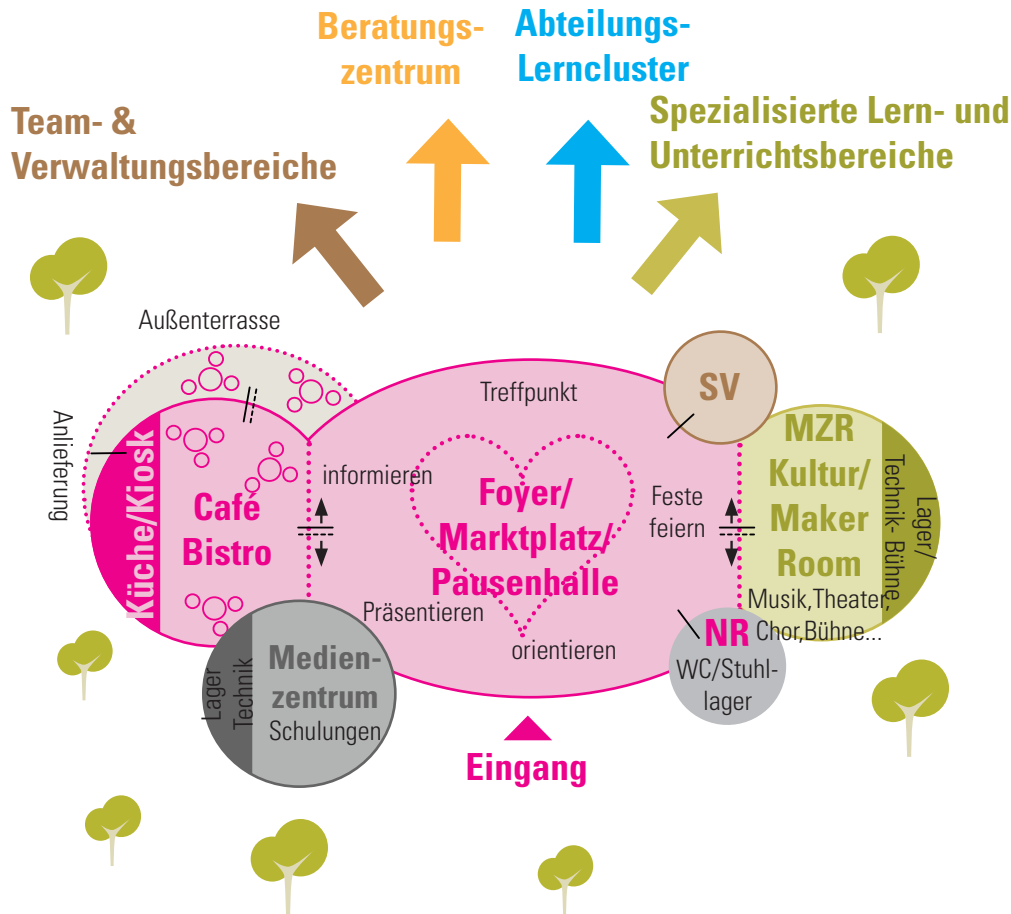 Beratungs-
zentrum
Abteilungs-
Lerncluster
Team- &
Verwaltungsbereiche
Spezialisierte Lern- und
Unterrichtsbereiche
Außenterrasse
Anlieferung
Küche/Kiosk
Café
Bistro
informieren
Treffpunkt
Foyer/
Marktplatz/
Pausenhalle
Feste
feiern
Präsentieren
orientieren
SV
MZR
Kultur/
Maker
Room
Musik,Theater,
Chor,Bühne...
Technik- Bühne,
Lager/
NR
WC/Stuhl-
lager
Lager
Technik
Medien-
zentrum
Schulungen
Eingang